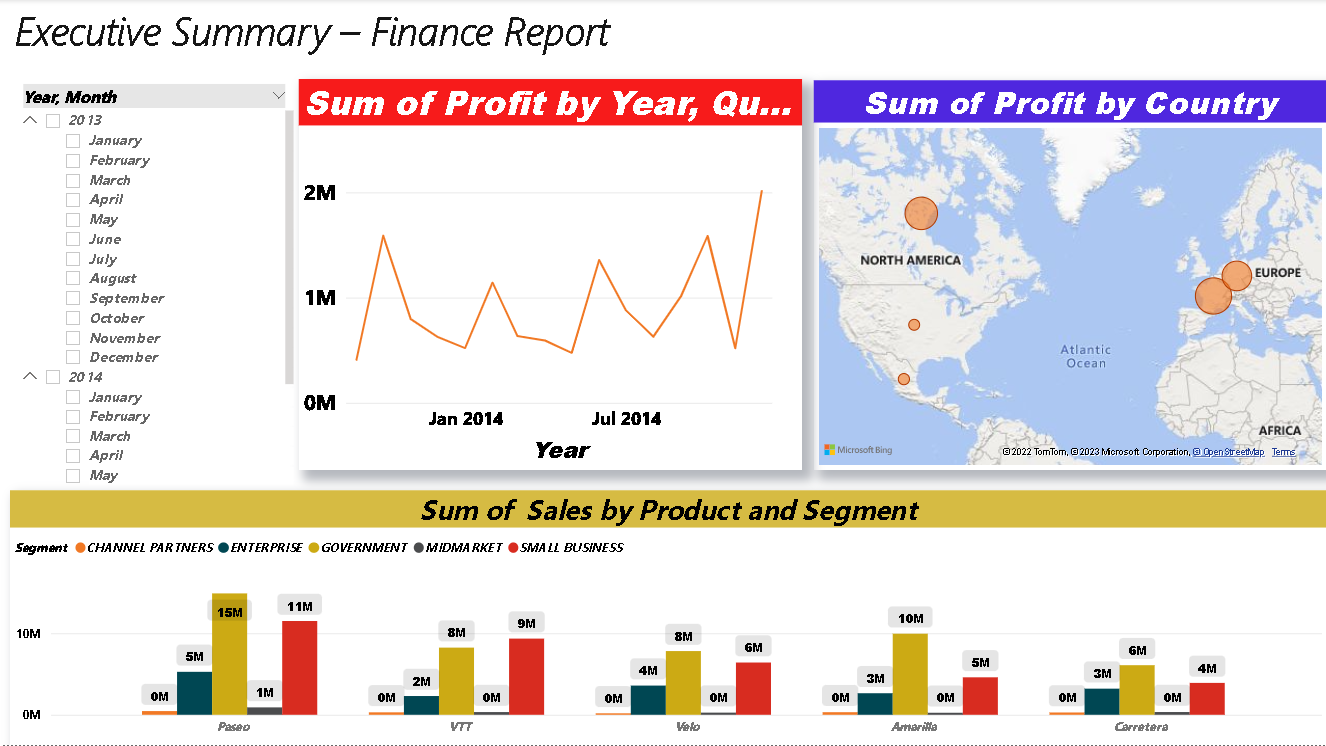 Executive Summary – Finance Report
Year, Month
2013
January
February
March
April
May
June
July
August
September
October
November
December
2014
January
February
March
April
May
Sum of Profit by Year, Qu...
2M
1M
0M
Jan 2014 Jul 2014
Year
Sum of Profit by Country
NORTH AMERICA
EUROPE
Atlantic
Ocean
AFRICA
Microsoft Bing
©2022 TomTom, ©2023 Microsoft Corporation, © OpenStreetMap Terms
Sum of Sales by Product and Segment
Segment CHANNEL PARTNERS ENTERPRISE GOVERNMENT MIDMARKET SMALL BUSINESS
10M
0M
0M 5M 15M 1M 11M
0M 2M 8M 0M 9M
0M 4M 8M 0M 6M
0M 3M 10M 0M 5M
0M 3M 6M 0M 4M
Paseo VTT Velo Amarilla Carretera